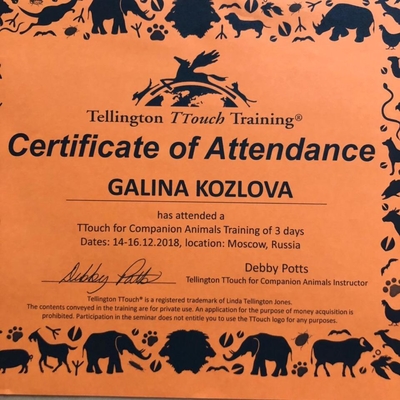 Tellington TTouch Training®
Certificate of Attendance
GALINA KOZLOVA
has attended a
TTouch for Companion Animals Training of 3 days
Dates: 14-16.12.2018, location: Moscow, Russia
Debby Potts
Debby Potts
Tellington TTouch for Companion Animals Instructor
Tellington TTouch® is a registered trademark of Linda Tellington Jones.
The contents conveyed in the training are for private use. An application for the purpose of money acquisition is
prohibited. Participation in the seminar does not entitle you to use the TTouch logo for any purposes.